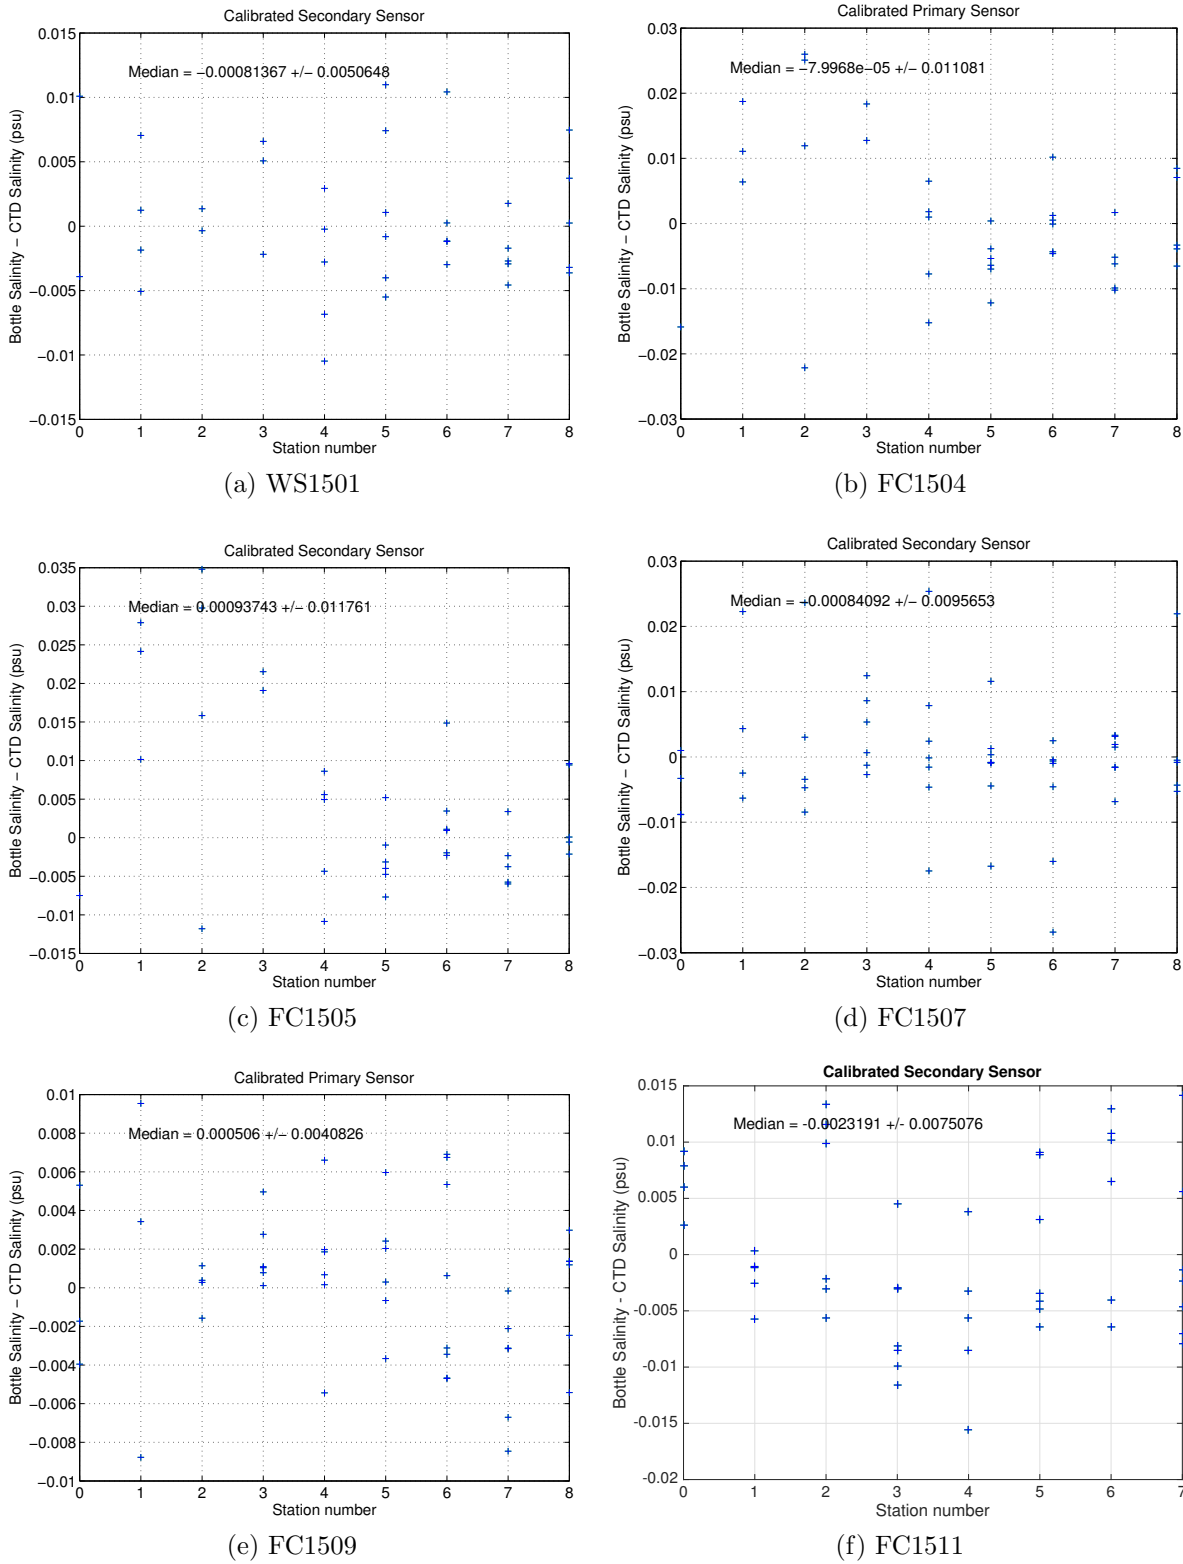 Calibrated Secondary Sensor
Median = −0.00081367 +/− 0.0050648
Bottle Salinity − CTD Salinity (psu)
0.015
0.01
0.005
0
−0.005
−0.01
−0.015
0 1 2 3 4 5 6 7 8
Station number
(a) WS1501
Calibrated Primary Sensor
Median = −7.9968e−05 +/− 0.011081
Bottle Salinity − CTD Salinity (psu)
0.03
0.02
0.01
0
−0.01
−0.02
−0.03
0 1 2 3 4 5 6 7 8
Station number
(b) FC1504
Calibrated Secondary Sensor
Median = 0.00093743 +/− 0.011761
Bottle Salinity − CTD Salinity (psu)
0.035
0.03
0.025
0.02
0.015
0.01
0.005
0
−0.005
−0.01
−0.015
0 1 2 3 4 5 6 7 8
Station number
(c) FC1505
Calibrated Secondary Sensor
Median = −0.00084092 +/− 0.0095653
Bottle Salinity − CTD Salinity (psu)
0.03
0.02
0.01
0
−0.01
−0.02
−0.03
0 1 2 3 4 5 6 7 8
Station number
(d) FC1507
Calibrated Primary Sensor
Median = 0.000506 +/− 0.0040826
Bottle Salinity − CTD Salinity (psu)
0.01
0.008
0.006
0.004
0.002
0
−0.002
−0.004
−0.006
−0.008
−0.01
0 1 2 3 4 5 6 7 8
Station number
(e) FC1509
Calibrated Secondary Sensor
Median = -0.0023191 +/- 0.0075076
Bottle Salinity - CTD Salinity (psu)
0.015
0.01
0.005
0
-0.005
-0.01
-0.015
-0.02
0 1 2 3 4 5 6 7
Station number
(f) FC1511